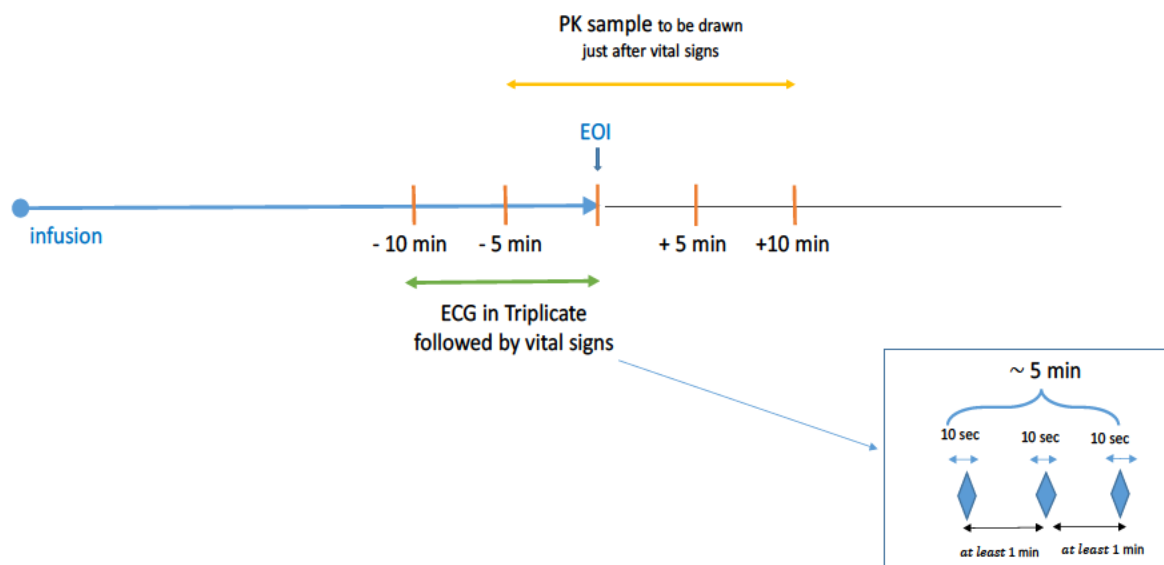 PK sample to be drawn
just after vital signs
EOI
infusion
- 10 min
- 5 min
+ 5 min
+10 min
ECG in Triplicate
followed by vital signs
~ 5 min
10 sec
10 sec
10 sec
at least 1 min
at least 1 min